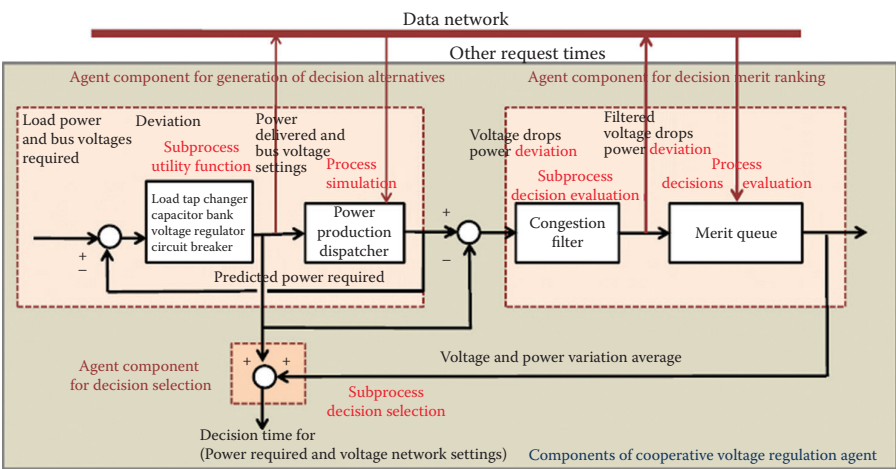 Data network
Other request times
Agent component for generation of decision alternatives
Agent component for decision merit ranking
Load power
and bus voltages
required
Deviation
Subprocess
utility function
Power
delivered and
bus voltage
settings
Process
simulation
Load tap changer
capacitor bank
voltage regulator
circuit breaker
Power
production
dispatcher
Predicted power required
+
−
+
−
Voltage drops
power deviation
Subprocess
decision evaluation
Filtered
voltage drops
power deviation
Process
decisions evaluation
Congestion
filter
Merit queue
Voltage and power variation average
Agent component
for decision selection
+ +
Subprocess
decision selection
Decision time for
(Power required and voltage network settings)
Components of cooperative voltage regulation agent